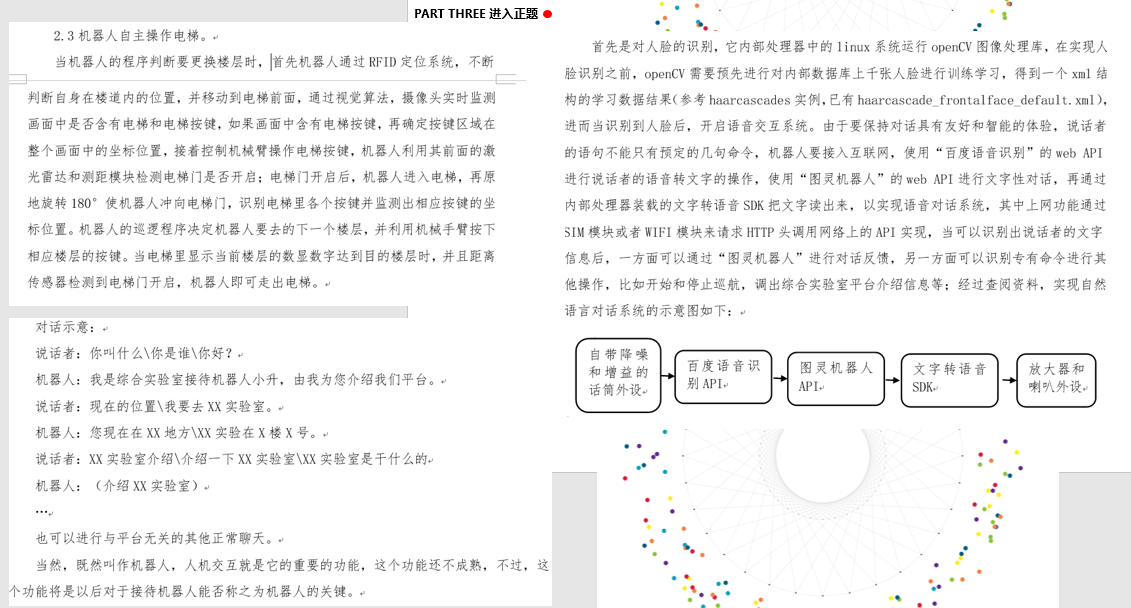 PART THREE 进入正题
2.3 机器人自主操作电梯。
当机器人的程序判断要更换楼层时，首先机器人通过 RFID 定位系统，不断
判断自身在楼道内的位置，并移动到电梯前面，通过视觉算法，摄像头实时监测
画面中是否含有电梯和电梯按键，如果画面中含有电梯按键，再确定按键区域在
整个画面中的坐标位置，接着控制机械臂操作电梯按键，机器人利用其前面的激
光雷达和测距模块检测电梯门是否开启；电梯门开启后，机器人进入电梯，再原
地旋转 180° 使机器人冲向电梯门，识别电梯里各个按键并监测出相应按键的坐
标位置。机器人的巡逻程序决定机器人要去的下一个楼层，并利用机械手臂按下
相应楼层的按键。当电梯里显示当前楼层的数显数字达到目的楼层时，并且距离
传感器检测到电梯门开启，机器人即可走出电梯。
对话示意：
说话者：你叫什么\你是谁\你好？
机器人：我是综合实验室接待机器人小升，由我为您介绍我们平台。
说话者：现在的位置\我要去 XX 实验室。
机器人：您现在在 XX 地方\XX 实验在 X 楼 X 号。
说话者：XX 实验室介绍\介绍一下 XX 实验室\XX 实验室是干什么的
机器人：（介绍 XX 实验室）
…
也可以进行与平台无关的其他正常聊天。
当然，既然叫作机器人，人机交互就是它的重要的功能，这个功能还不成熟，不过，这
个功能将是以后对于接待机器人能否称之为机器人的关键。
首先是对人脸的识别，它内部处理器中的 linux 系统运行 openCV 图像处理库，在实现人
脸识别之前，openCV 需要预先进行对内部数据库上千张人脸进行训练学习，得到一个 xml 结
构的学习数据结果（参考 haarcascades 实例，已有 haarcascade_frontalface_default.xml），
进而当识别到人脸后，开启语音交互系统。由于要保持对话具有友好和智能的体验，说话者
的语句不能只有预定的几句命令，机器人要接入互联网，使用“百度语音识别”的 web API
进行说话者的语音转文字的操作，使用“图灵机器人”的 web API 进行文字性对话，再通过
内部处理器装载的文字转语音 SDK 把文字读出来，以实现语音对话系统，其中上网功能通过
SIM 模块或者 WIFI 模块来请求 HTTP 头调用网络上的 API 实现，当可以识别出说话者的文字
信息后，一方面可以通过“图灵机器人”进行对话反馈，另一方面可以识别专有命令进行其
他操作，比如开始和停止巡航，调出综合实验室平台介绍信息等；经过查阅资料，实现自然
语言对话系统的示意图如下：
自带降噪
和增益的
话筒外设
百度语音识
别 API
图灵机器人
API
文字转语音
SDK
放大器和
喇叭外设